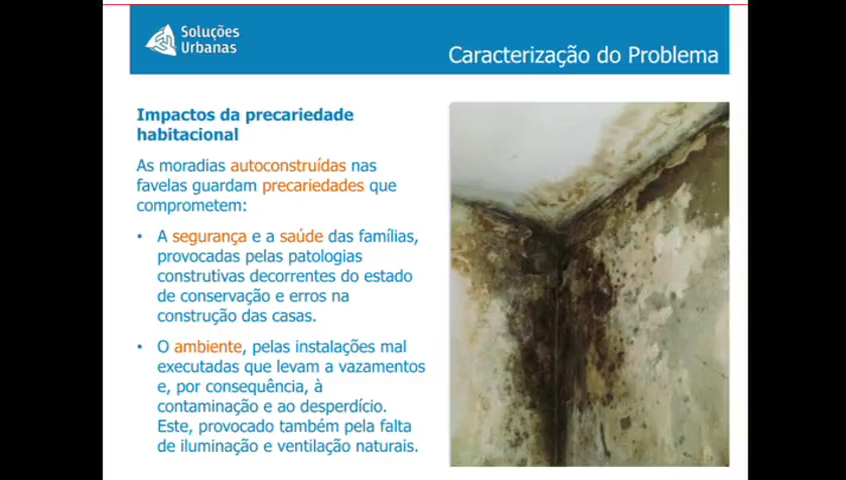 Soluções
Urbanas
Caracterização do Problema
Impactos da precariedade
habitacional
As moradias autoconstruídas nas
favelas guardam precariedades que
comprometem:
• A segurança e a saúde das famílias,
provocadas pelas patologias
construtivas decorrentes do estado
de conservação e erros na
construção das casas.
• O ambiente, pelas instalações mal
executadas que levam a vazamentos
e, por consequência, à
contaminação e ao desperdício.
Este, provocado também pela falta
de iluminação e ventilação naturais.